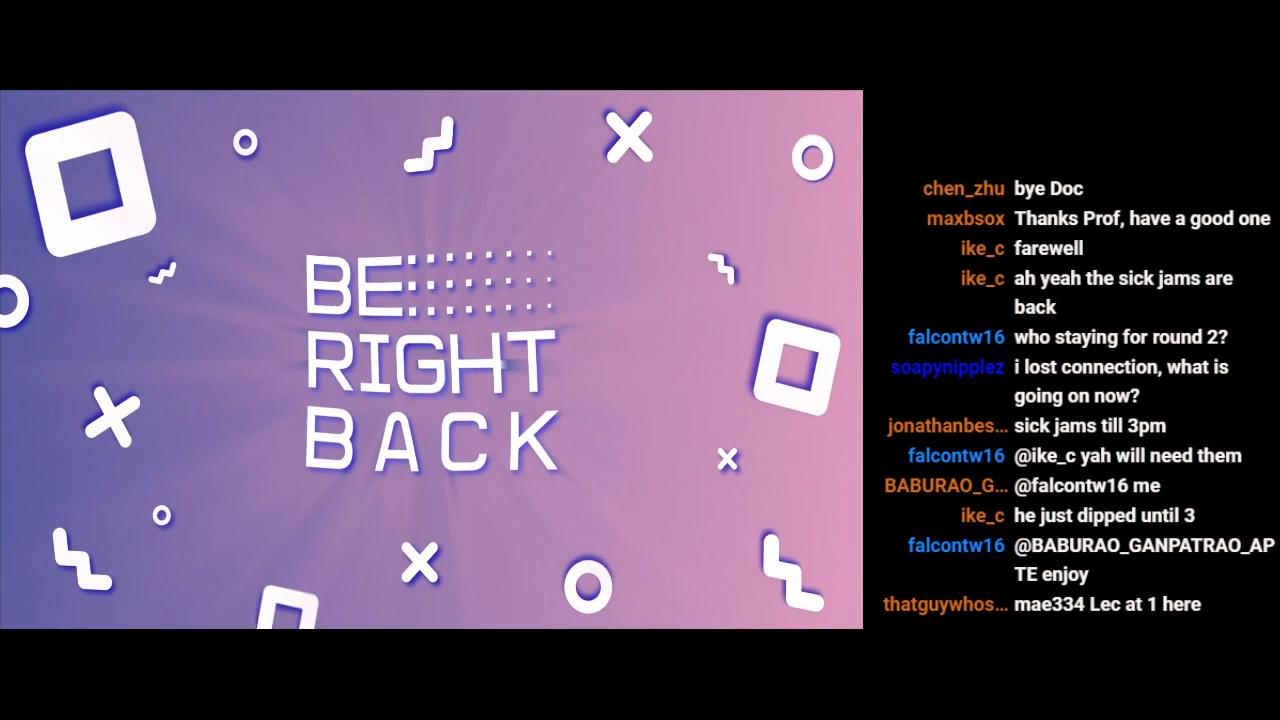 BE
RIGHT
BACK
chen_zhu bye Doc
maxbsox Thanks Prof, have a good one
ike_c farewell
ike_c ah yeah the sick jams are
back
falcontw16 who staying for round 2?
soapynipplez i lost connection, what is
going on now?
jonathanbes… sick jams till 3pm
falcontw16 @ike_c yah will need them
BABURAO_G… @falcontw16 me
ike_c he just dipped until 3
falcontw16 @BABURAO_GANPATRAO_AP
TE enjoy
thatguywhos… mae334 Lec at 1 here